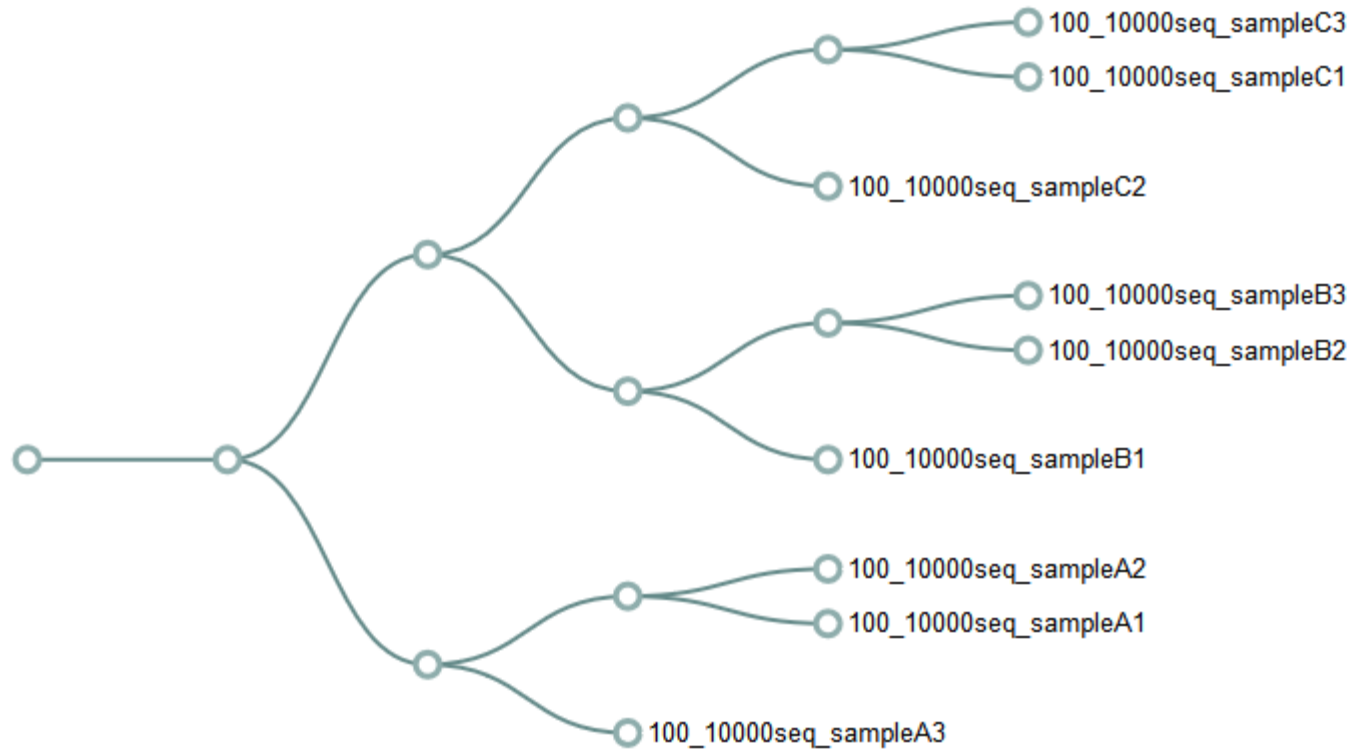 100_10000seq_sampleC3
100_10000seq_sampleC1
100_10000seq_sampleC2
100_10000seq_sampleB3
100_10000seq_sampleB2
100_10000seq_sampleB1
100_10000seq_sampleA2
100_10000seq_sampleA1
100_10000seq_sampleA3